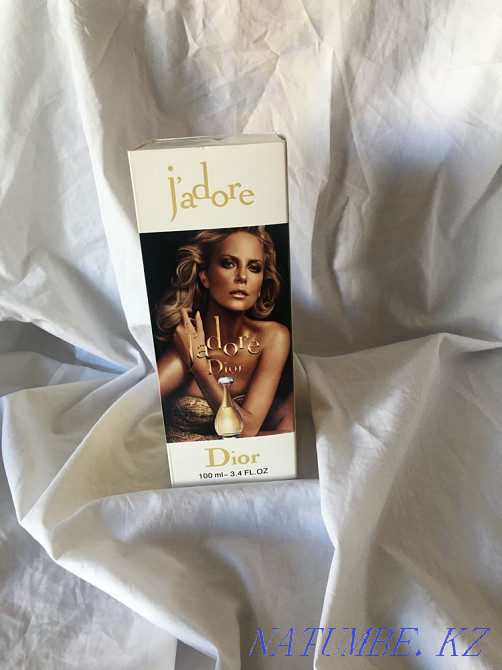 j'adore
j'adore
Dior
Dior
100 ml – 3.4 FL.OZ
NATUMBE. KZ